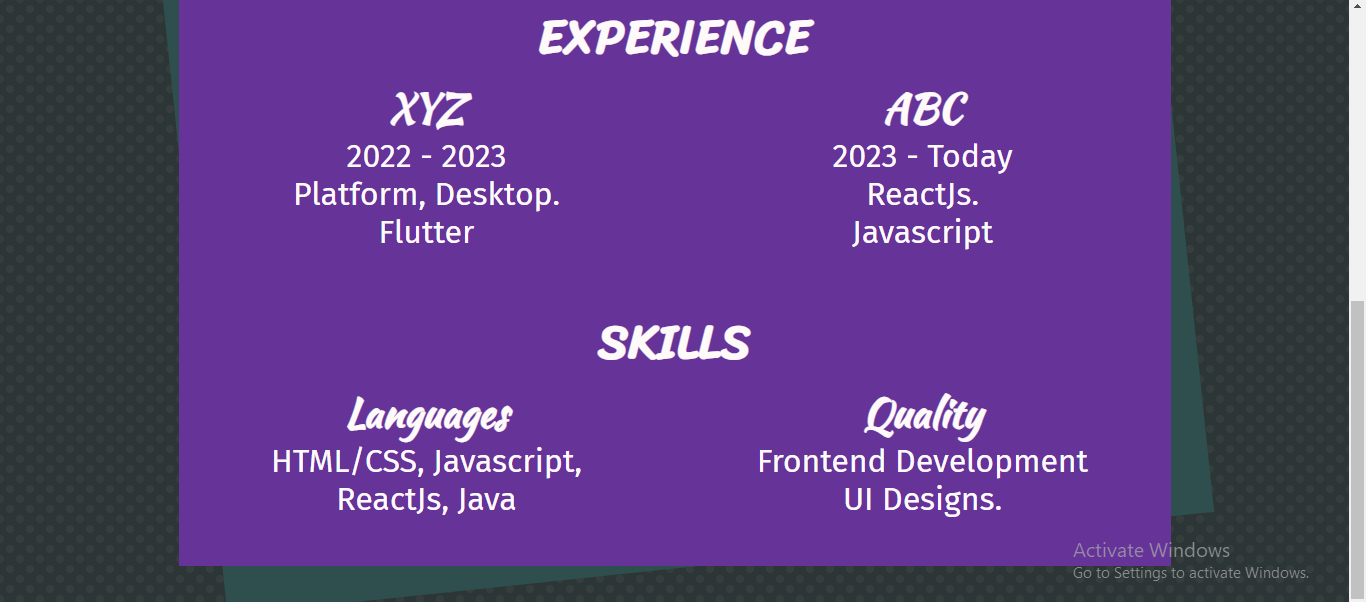 EXPERIENCE
XYZ
2022 - 2023
Platform, Desktop.
Flutter
ABC
2023 - Today
ReactJs.
Javascript
SKILLS
Languages
HTML/CSS, Javascript,
ReactJs, Java
Quality
Frontend Development
UI Designs.
Activate Windows
Go to Settings to activate Windows.